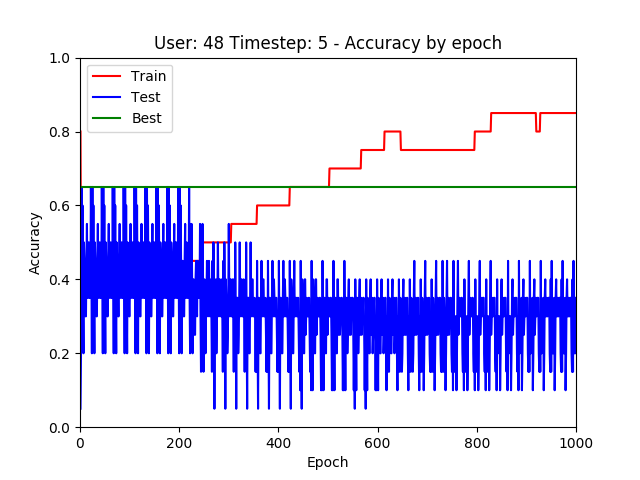 User: 48 Timestep: 5 - Accuracy by epoch
Train
Test
Best
1.0
0.8
0.6
0.4
0.2
0.0
Accuracy
0 200 400 600 800 1000
Epoch